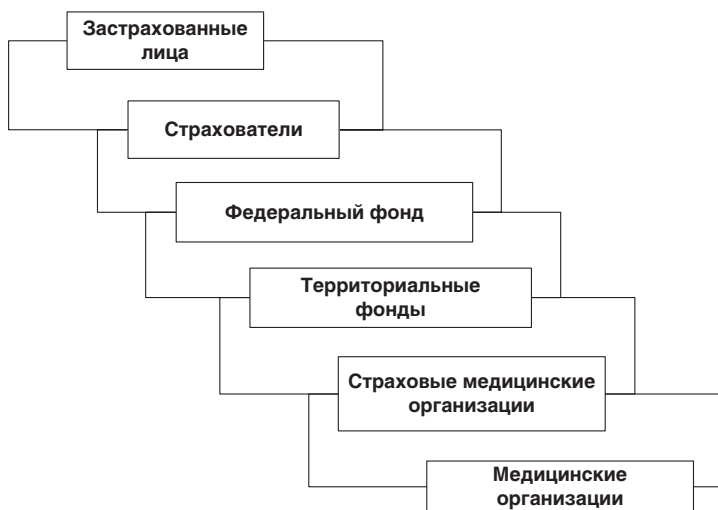 Застрахованные
лица
Страхователи
Федеральный фонд
Территориальные
фонды
Страховые медицинские
организации
Медицинские
организации